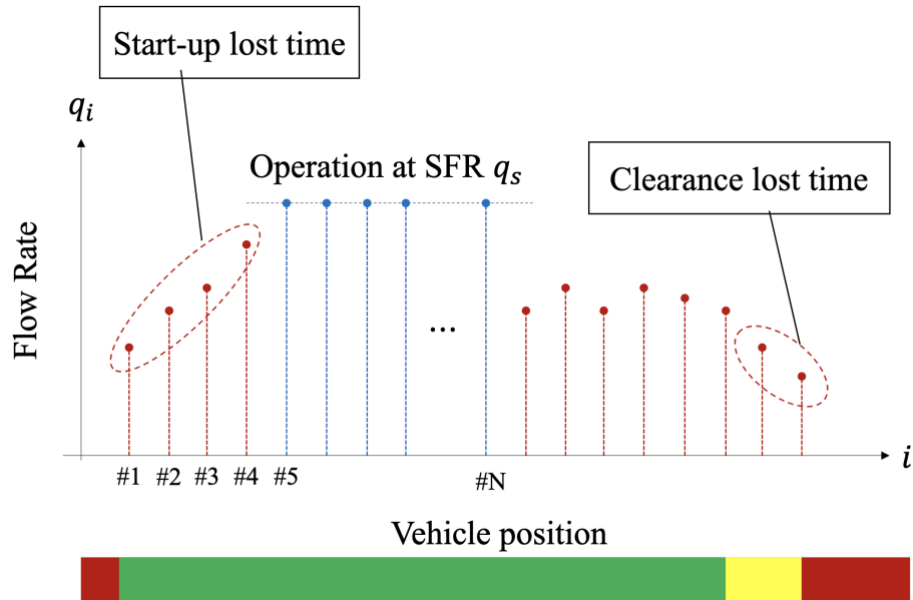 Start-up lost time
q_i
Operation at SFR q_s
Clearance lost time
Flow Rate
...
#1 #2 #3 #4 #5 #N
i
Vehicle position